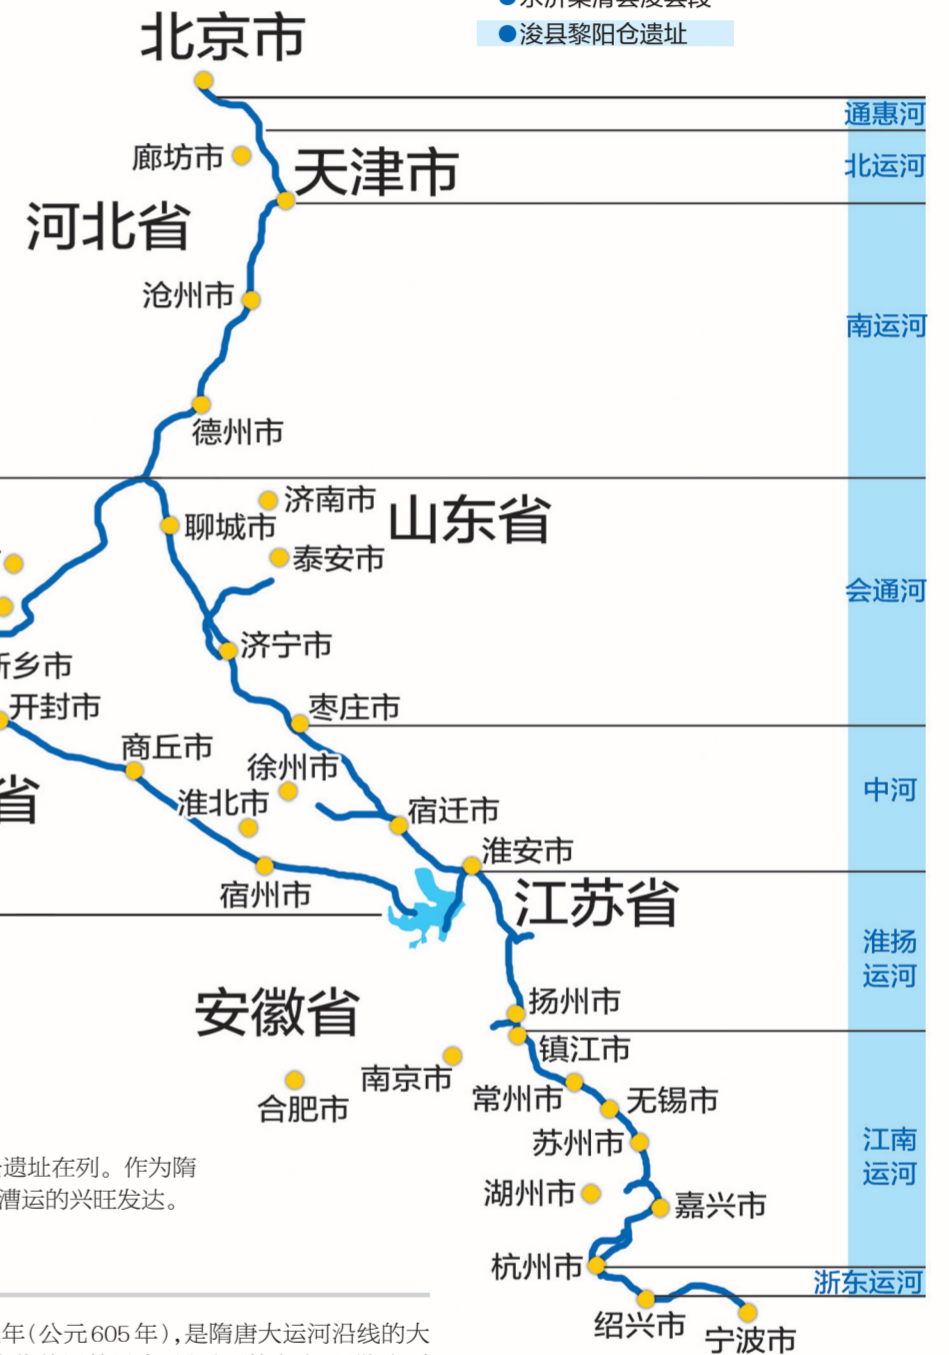 ●浚县黎阳仓遗址
北京市
通惠河
廊坊市
天津市
北运河
河北省
沧州市
南运河
德州市
济南市
聊城市
山东省
泰安市
会通河
济宁市
新乡市
开封市
枣庄市
商丘市
徐州市
中河
省
淮北市
宿迁市
淮安市
宿州市
江苏省
淮扬
运河
安徽省
扬州市
镇江市
南京市
合肥市
常州市
无锡市
苏州市
江南
运河
遗址在列。作为隋
漕运的兴旺发达。
湖州市
嘉兴市
杭州市
浙东运河
年(公元605年),是隋唐大运河沿线的大
绍兴市
宁波市